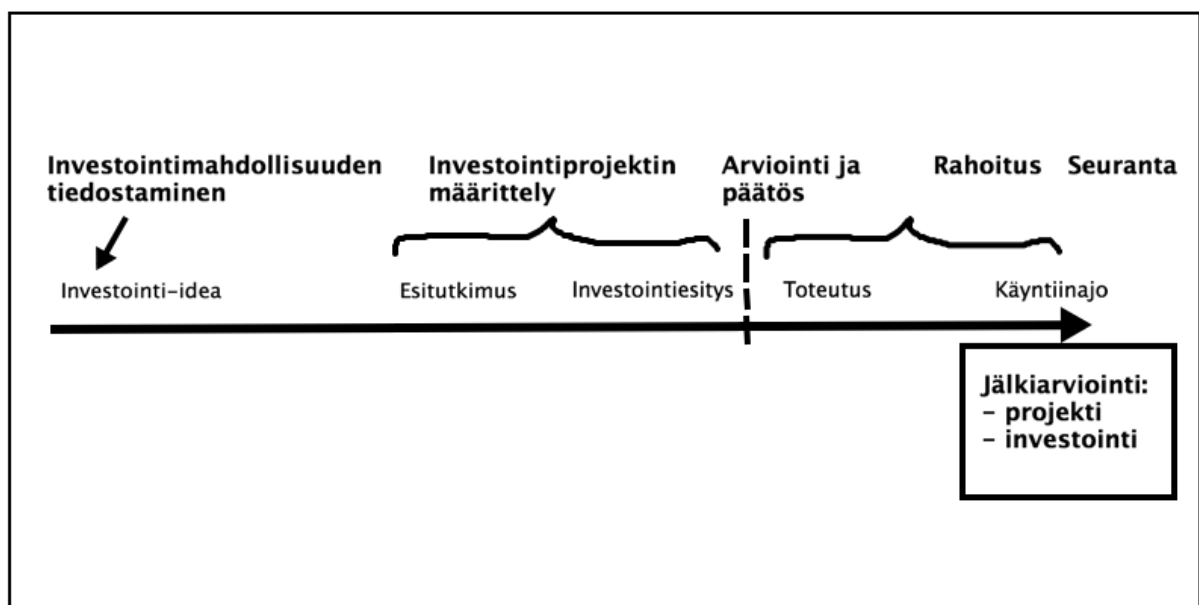 Investointimahdollisuuden
tiedostaminen
Investointiprojektin
määrittely
Arviointi ja
päätös
Rahoitus
Seuranta
Investointi-idea
Esitutkimus
Investointiesitys
Toteutus
Käyntiinajo
Jälkiarviointi:
- projekti
- investointi